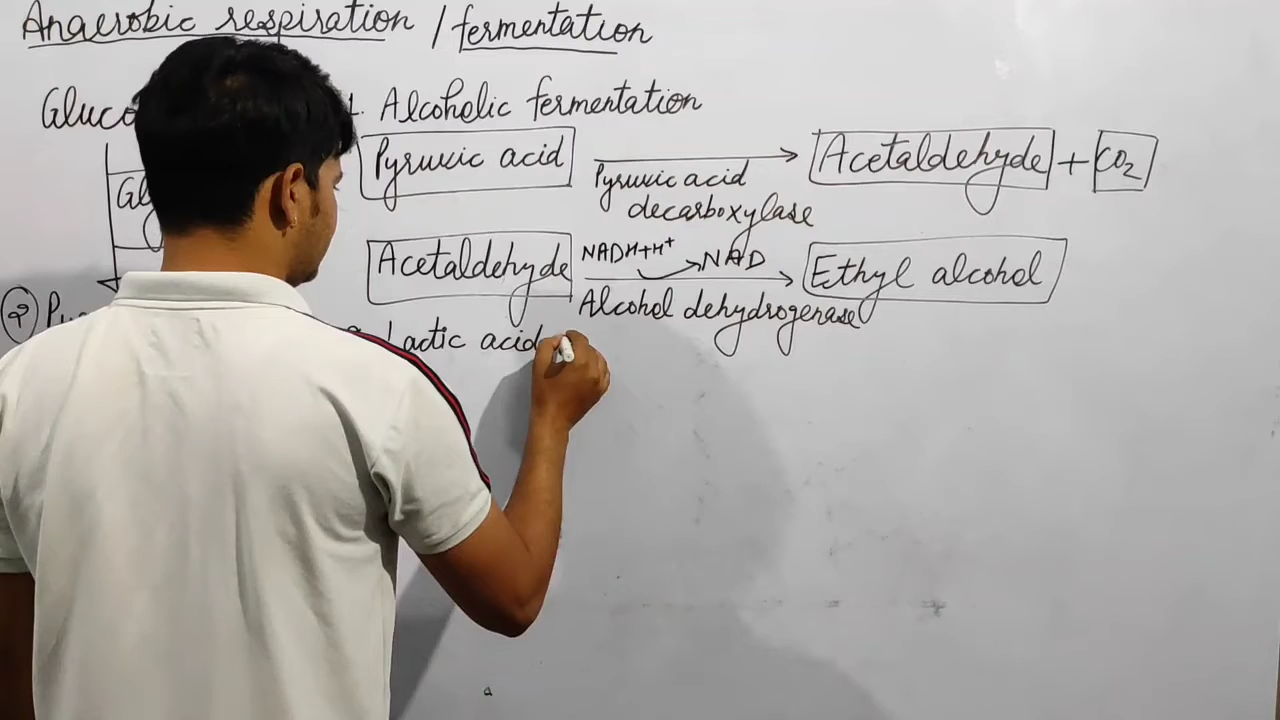 Anaerobic respiration / fermentation
1. Alcoholic fermentation
Pyruvic acid → Acetaldehyde + CO₂
Pyruvic acid
decarboxylase
NADH+H⁺ → NAD
Acetaldehyde → Ethyl alcohol
Alcohol dehydrogenase
Lactic acid